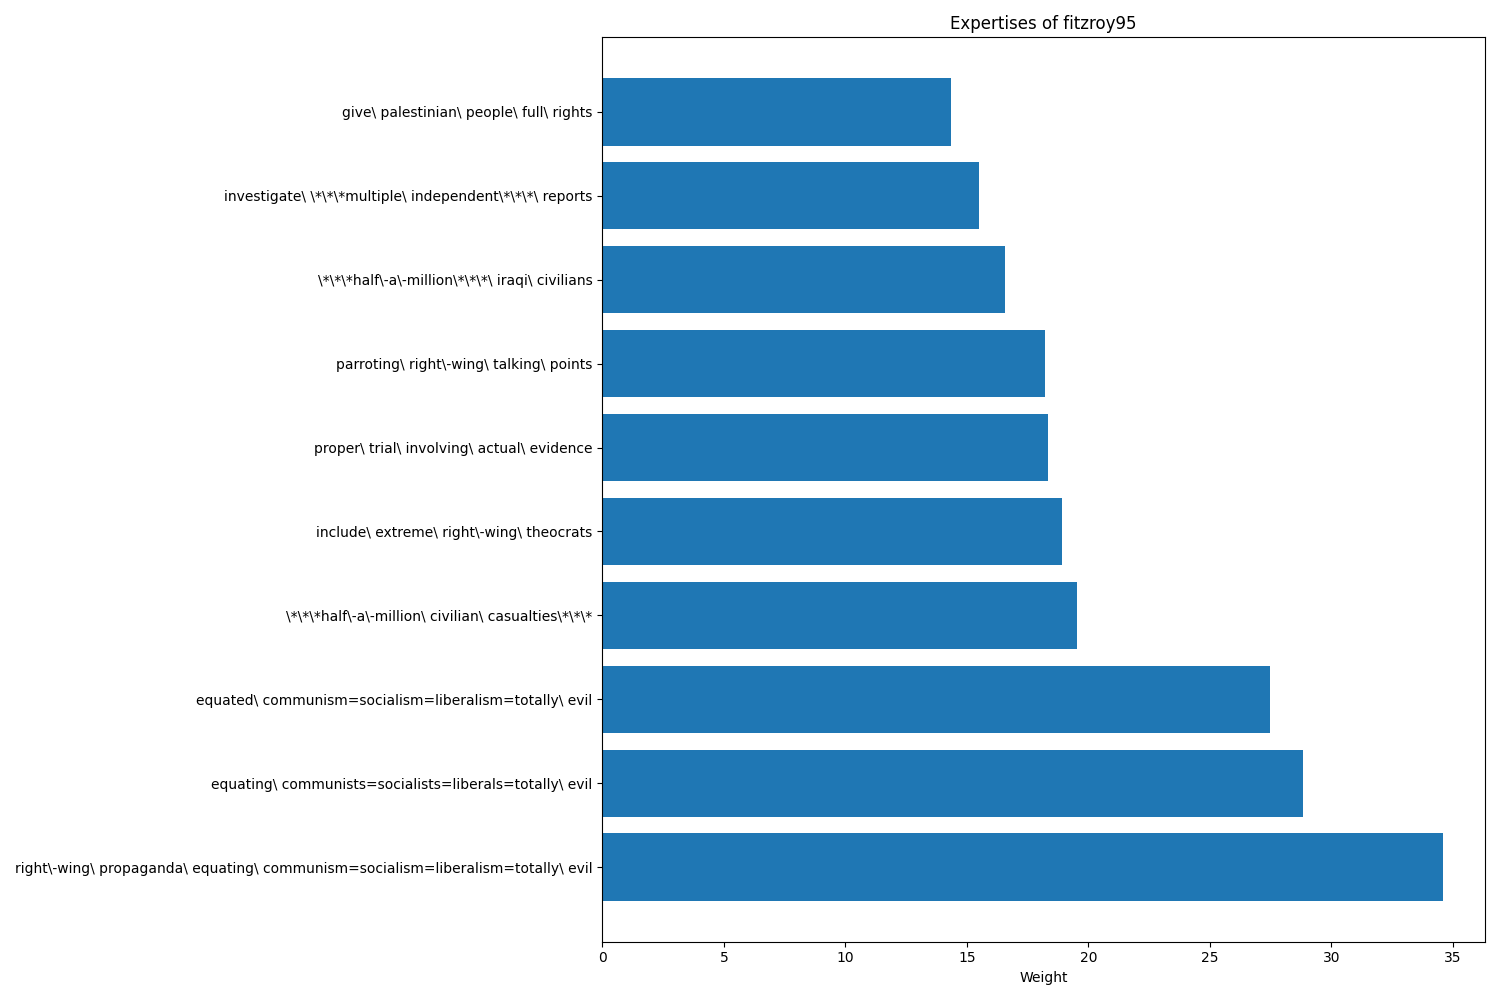 Expertises of fitzroy95
give\ palestinian\ people\ full\ rights
investigate\ \*\*\*multiple\ independent\*\*\*\ reports
\*\*\*half\-a\-million\*\*\*\ iraqi\ civilians
parroting\ right\-wing\ talking\ points
proper\ trial\ involving\ actual\ evidence
include\ extreme\ right\-wing\ theocrats
\*\*\*half\-a\-million\ civilian\ casualties\*\*\*
equated\ communism=socialism=liberalism=totally\ evil
equating\ communists=socialists=liberals=totally\ evil
right\-wing\ propaganda\ equating\ communism=socialism=liberalism=totally\ evil
0 5 10 15 20 25 30 35
Weight